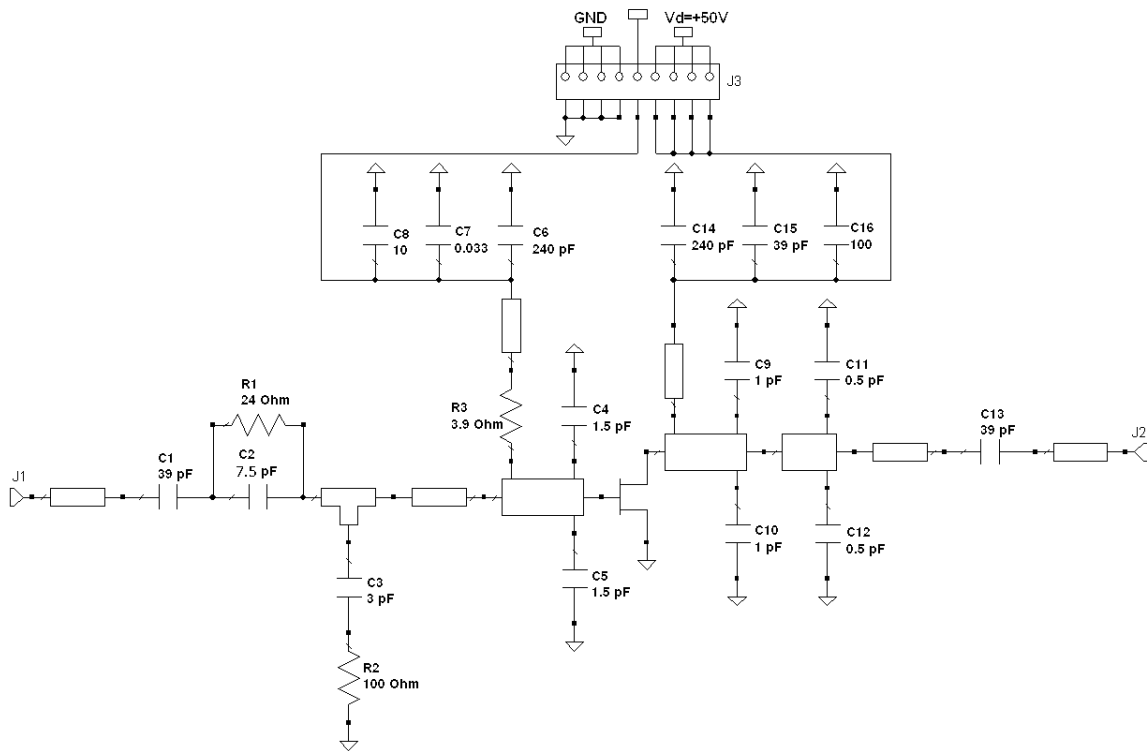 GND
Vd=+50V
J3
C8
10
C7
0.033
C6
240 pF
C14
240 pF
C15
39 pF
C16
100
C9
1 pF
C11
0.5 pF
R1
24 Ohm
R3
3.9 Ohm
C4
1.5 pF
C13
39 pF
J2
C2
7.5 pF
C1
39 pF
J1
C10
1 pF
C12
0.5 pF
C3
3 pF
C5
1.5 pF
R2
100 Ohm